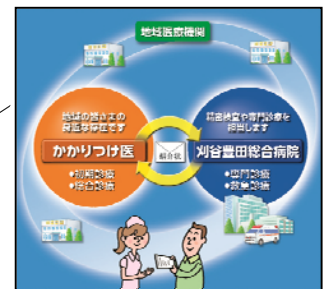 地域医療機関
地域の皆さまの
身近な存在です
かかりつけ医
●初期診療
●総合診療
紹介状
精密検査や専門診療を
担当します
刈谷豊田総合病院
●専門診療
●救急診療